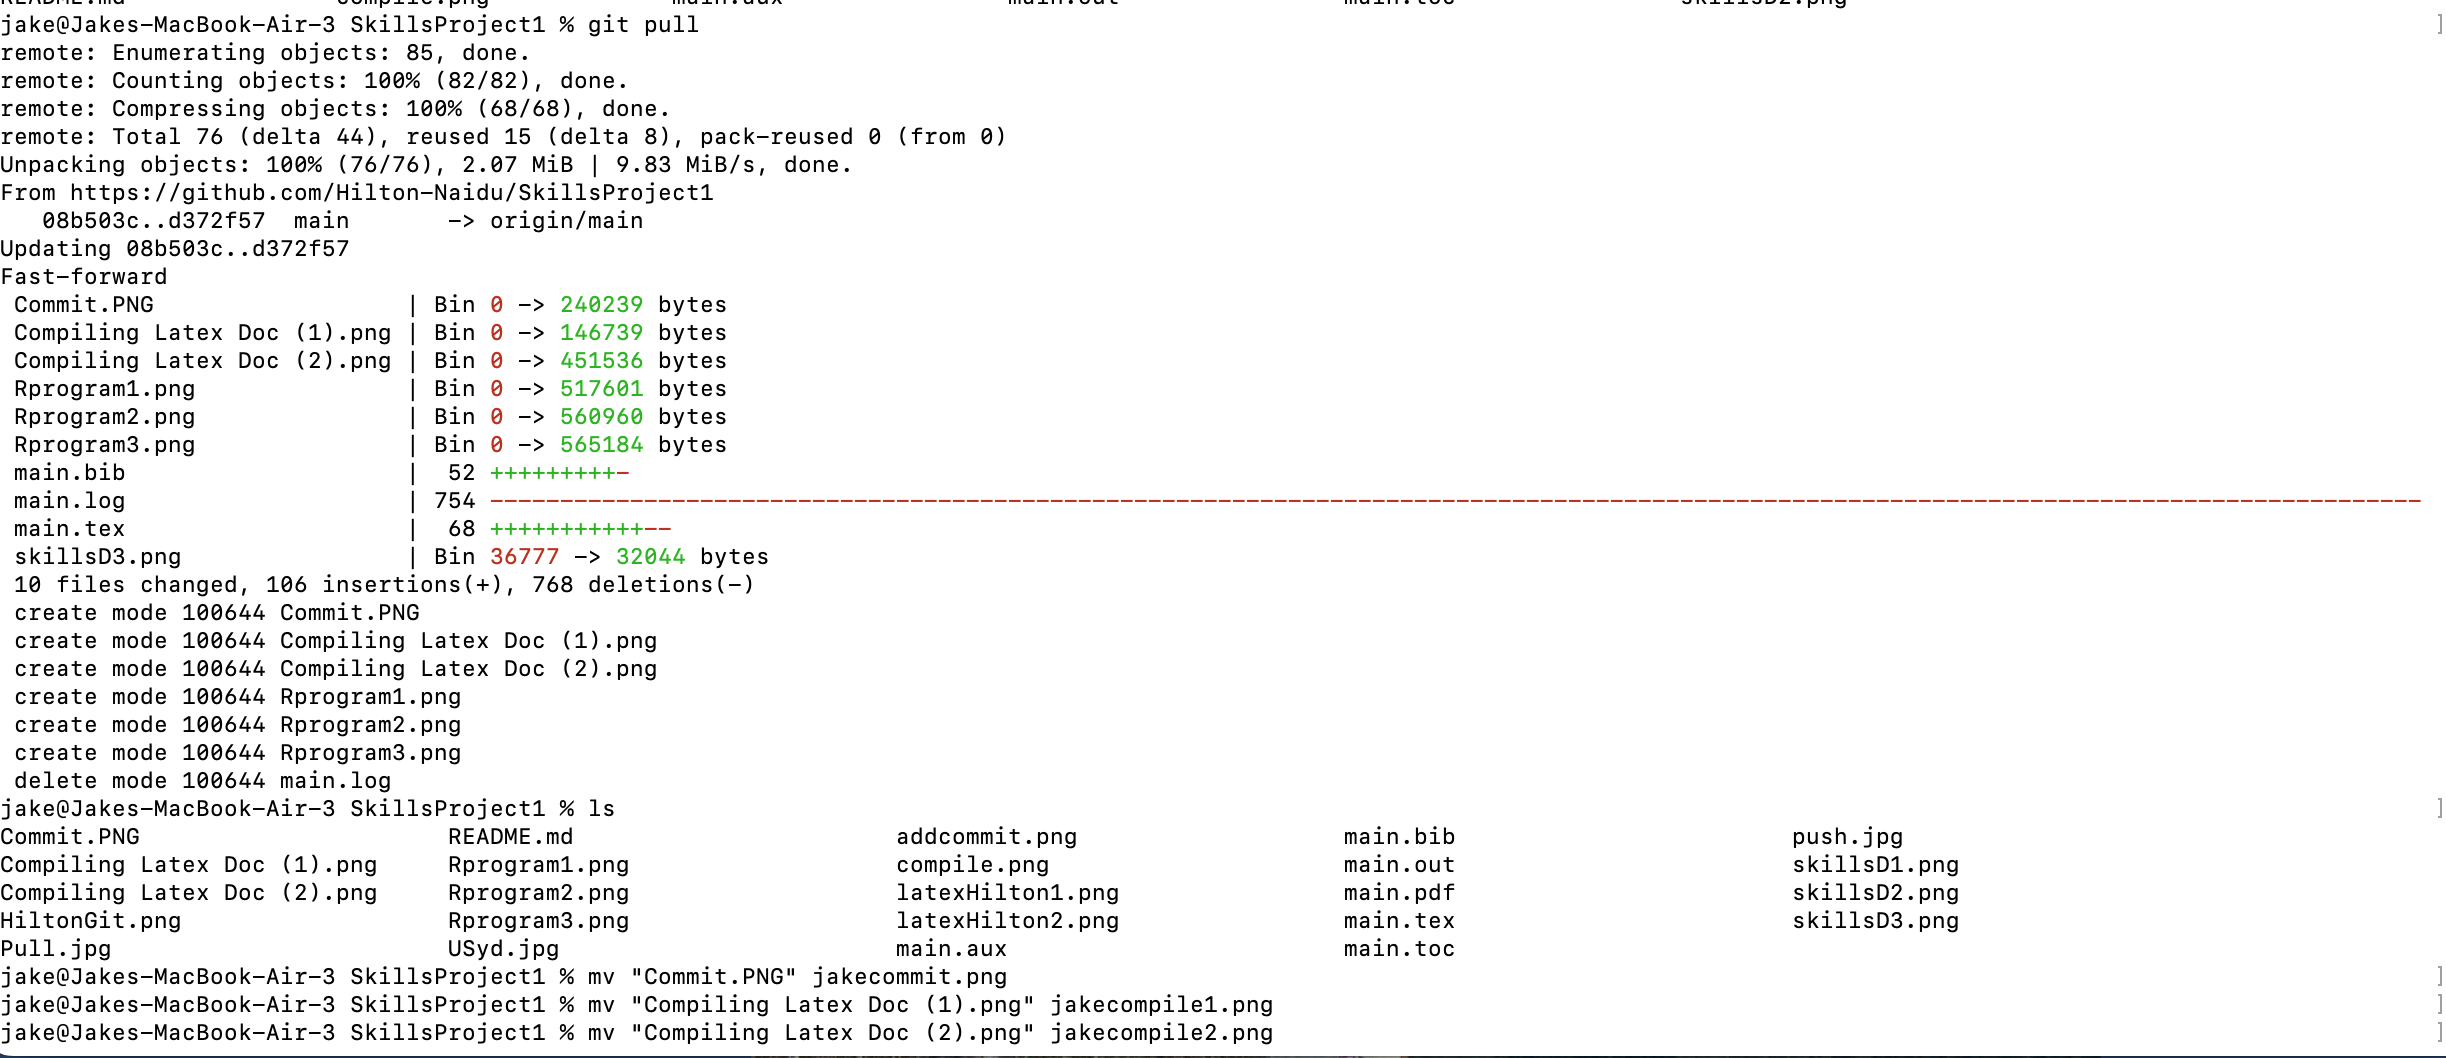 README.md compile.png main.aux main.out main.toc skillsD2.png
jake@Jakes-MacBook-Air-3 SkillsProject1 % git pull ]
remote: Enumerating objects: 85, done.
remote: Counting objects: 100% (82/82), done.
remote: Compressing objects: 100% (68/68), done.
remote: Total 76 (delta 44), reused 15 (delta 8), pack-reused 0 (from 0)
Unpacking objects: 100% (76/76), 2.07 MiB | 9.83 MiB/s, done.
From https://github.com/Hilton-Naidu/SkillsProject1
   08b503c..d372f57  main       -> origin/main
Updating 08b503c..d372f57
Fast-forward
 Commit.PNG                  | Bin 0 -> 240239 bytes
 Compiling Latex Doc (1).png | Bin 0 -> 146739 bytes
 Compiling Latex Doc (2).png | Bin 0 -> 451536 bytes
 Rprogram1.png               | Bin 0 -> 517601 bytes
 Rprogram2.png               | Bin 0 -> 560960 bytes
 Rprogram3.png               | Bin 0 -> 565184 bytes
 main.bib                    |  52 +++++++++-
 main.log                    | 754 ------------------------------------------------------------------------------------------------------------------------------------------
 main.tex                    |  68 +++++++++++--
 skillsD3.png                | Bin 36777 -> 32044 bytes
 10 files changed, 106 insertions(+), 768 deletions(-)
 create mode 100644 Commit.PNG
 create mode 100644 Compiling Latex Doc (1).png
 create mode 100644 Compiling Latex Doc (2).png
 create mode 100644 Rprogram1.png
 create mode 100644 Rprogram2.png
 create mode 100644 Rprogram3.png
 delete mode 100644 main.log
jake@Jakes-MacBook-Air-3 SkillsProject1 % ls ]
Commit.PNG                      README.md                       addcommit.png                   main.bib                        push.jpg
Compiling Latex Doc (1).png     Rprogram1.png                   compile.png                     main.out                        skillsD1.png
Compiling Latex Doc (2).png     Rprogram2.png                   latexHilton1.png                main.pdf                        skillsD2.png
HiltonGit.png                   Rprogram3.png                   latexHilton2.png                main.tex                        skillsD3.png
Pull.jpg                        USyd.jpg                        main.aux                        main.toc
jake@Jakes-MacBook-Air-3 SkillsProject1 % mv "Commit.PNG" jakecommit.png ]
jake@Jakes-MacBook-Air-3 SkillsProject1 % mv "Compiling Latex Doc (1).png" jakecompile1.png ]
jake@Jakes-MacBook-Air-3 SkillsProject1 % mv "Compiling Latex Doc (2).png" jakecompile2.png ]